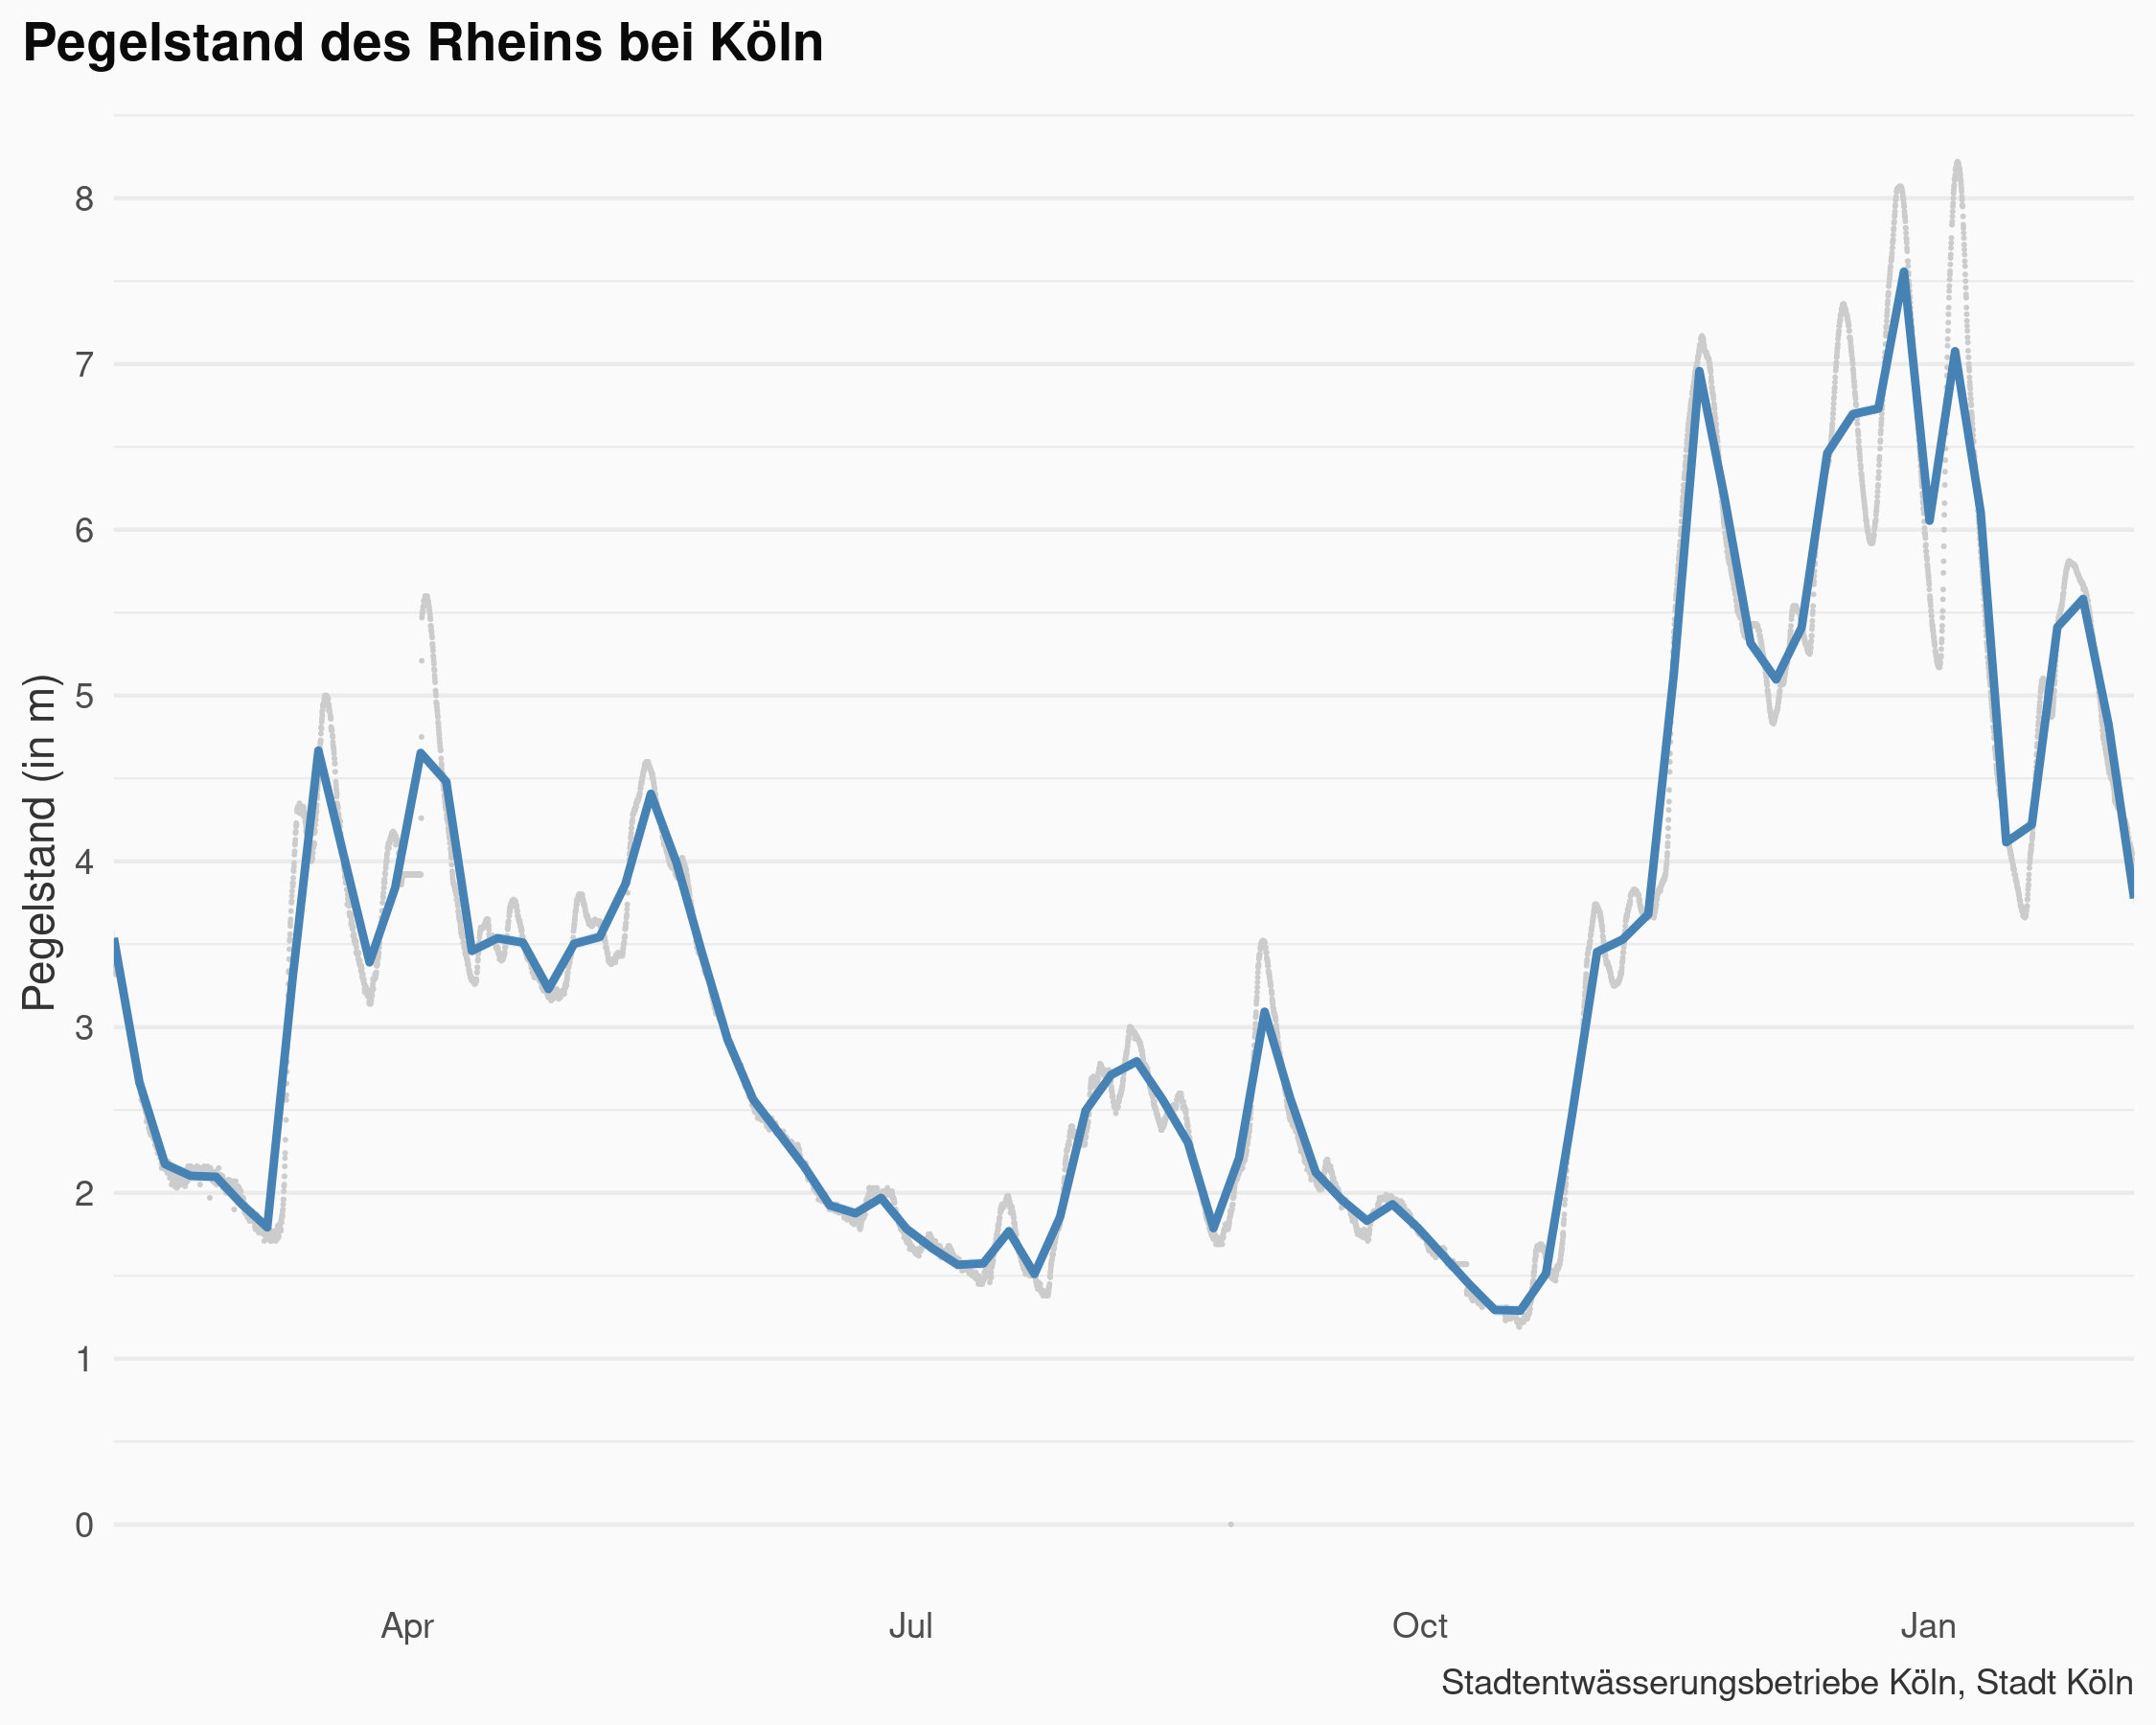 Pegelstand des Rheins bei Köln
Pegelstand (in m)
8
7
6
5
4
3
2
1
0
Apr Jul Oct Jan
Stadtentwässerungsbetriebe Köln, Stadt Köln